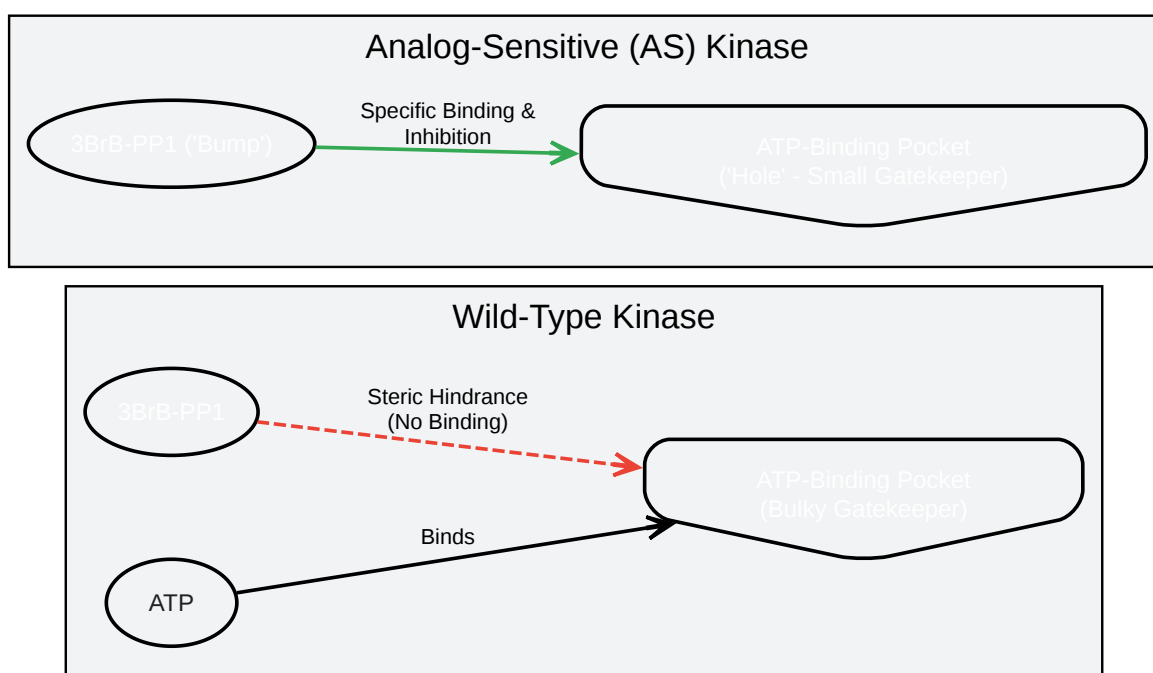 Analog-Sensitive (AS) Kinase
3BrB-PP1 ('Bump')
Specific Binding &
Inhibition
ATP-Binding Pocket
('Hole' - Small Gatekeeper)
Wild-Type Kinase
3BrB-PP1
Steric Hindrance
(No Binding)
ATP-Binding Pocket
(Bulky Gatekeeper)
Binds
ATP